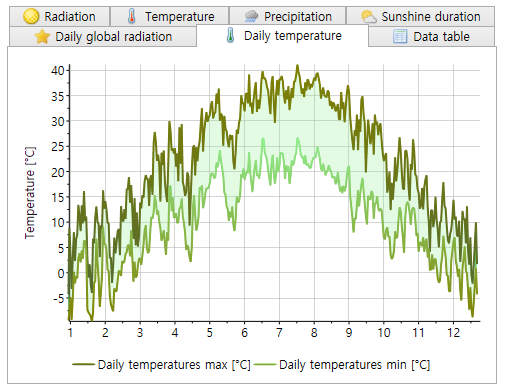 Radiation Temperature Precipitation Sunshine duration
Daily global radiation Daily temperature Data table
Temperature [°C]
40
35
30
25
20
15
10
5
0
-5
1 2 3 4 5 6 7 8 9 10 11 12
Daily temperatures max [°C] Daily temperatures min [°C]